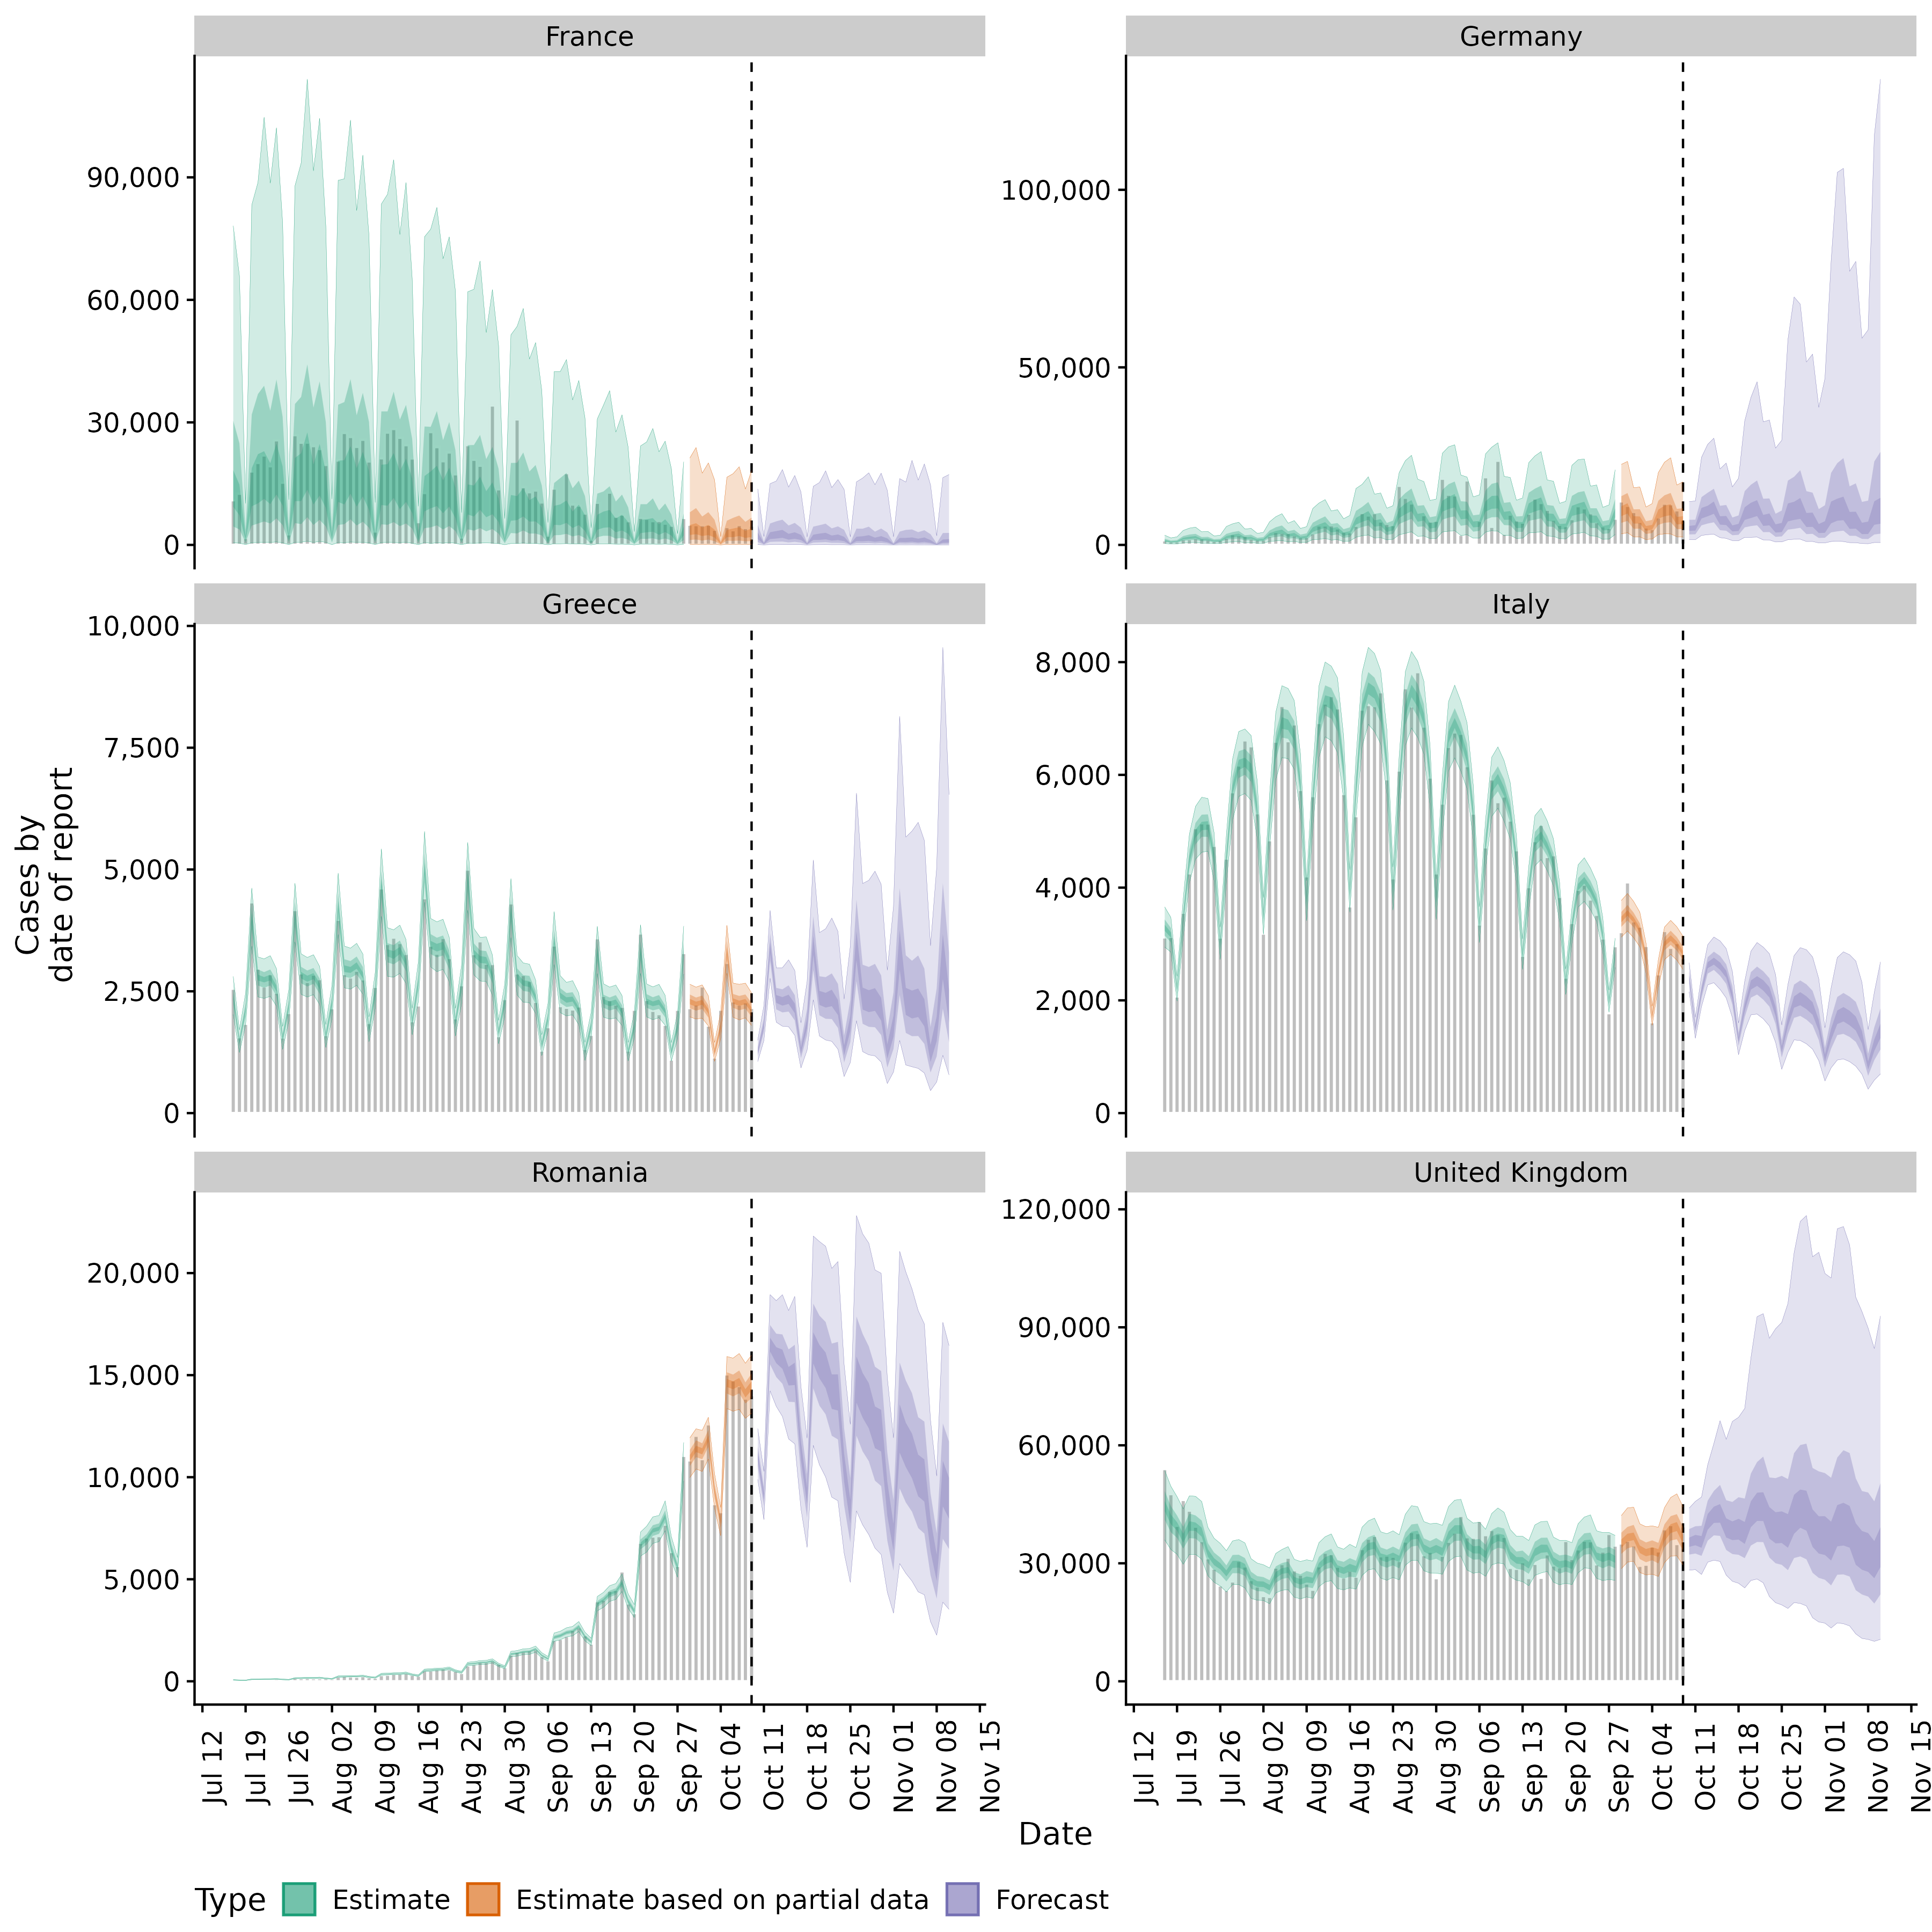 France
Germany
90,000
60,000
30,000
0
100,000
50,000
0
Greece
Italy
10,000
7,500
5,000
2,500
0
8,000
6,000
4,000
2,000
0
Cases by
date of report
Romania
United Kingdom
20,000
15,000
10,000
5,000
0
120,000
90,000
60,000
30,000
0
Jul 12
Jul 19
Jul 26
Aug 02
Aug 09
Aug 16
Aug 23
Aug 30
Sep 06
Sep 13
Sep 20
Sep 27
Oct 04
Oct 11
Oct 18
Oct 25
Nov 01
Nov 08
Nov 15
Jul 12
Jul 19
Jul 26
Aug 02
Aug 09
Aug 16
Aug 23
Aug 30
Sep 06
Sep 13
Sep 20
Sep 27
Oct 04
Oct 11
Oct 18
Oct 25
Nov 01
Nov 08
Nov 15
Date
Type Estimate Estimate based on partial data Forecast